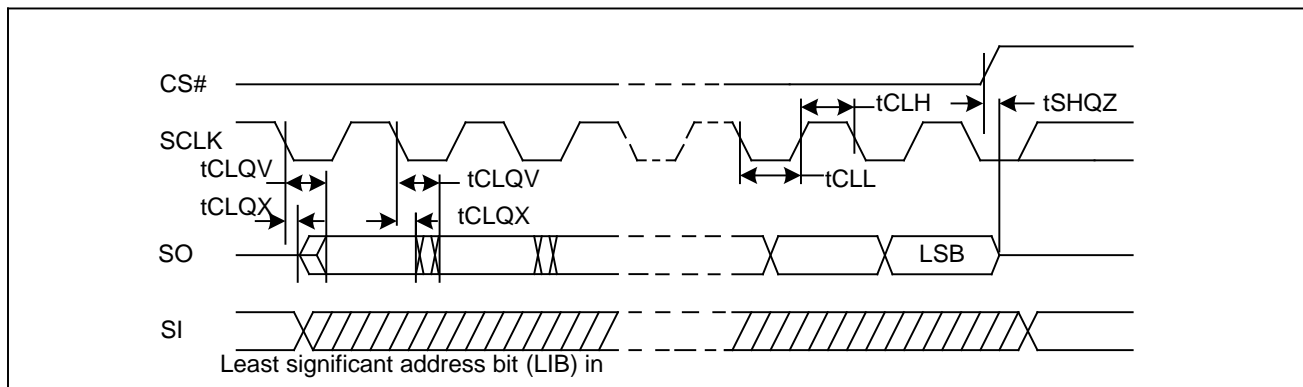 CS#
tCLH
tSHQZ
SCLK
tCLQV
tCLQV
tCLL
tCLQX
tCLQX
SO
LSB
SI
Least significant address bit (LIB) in